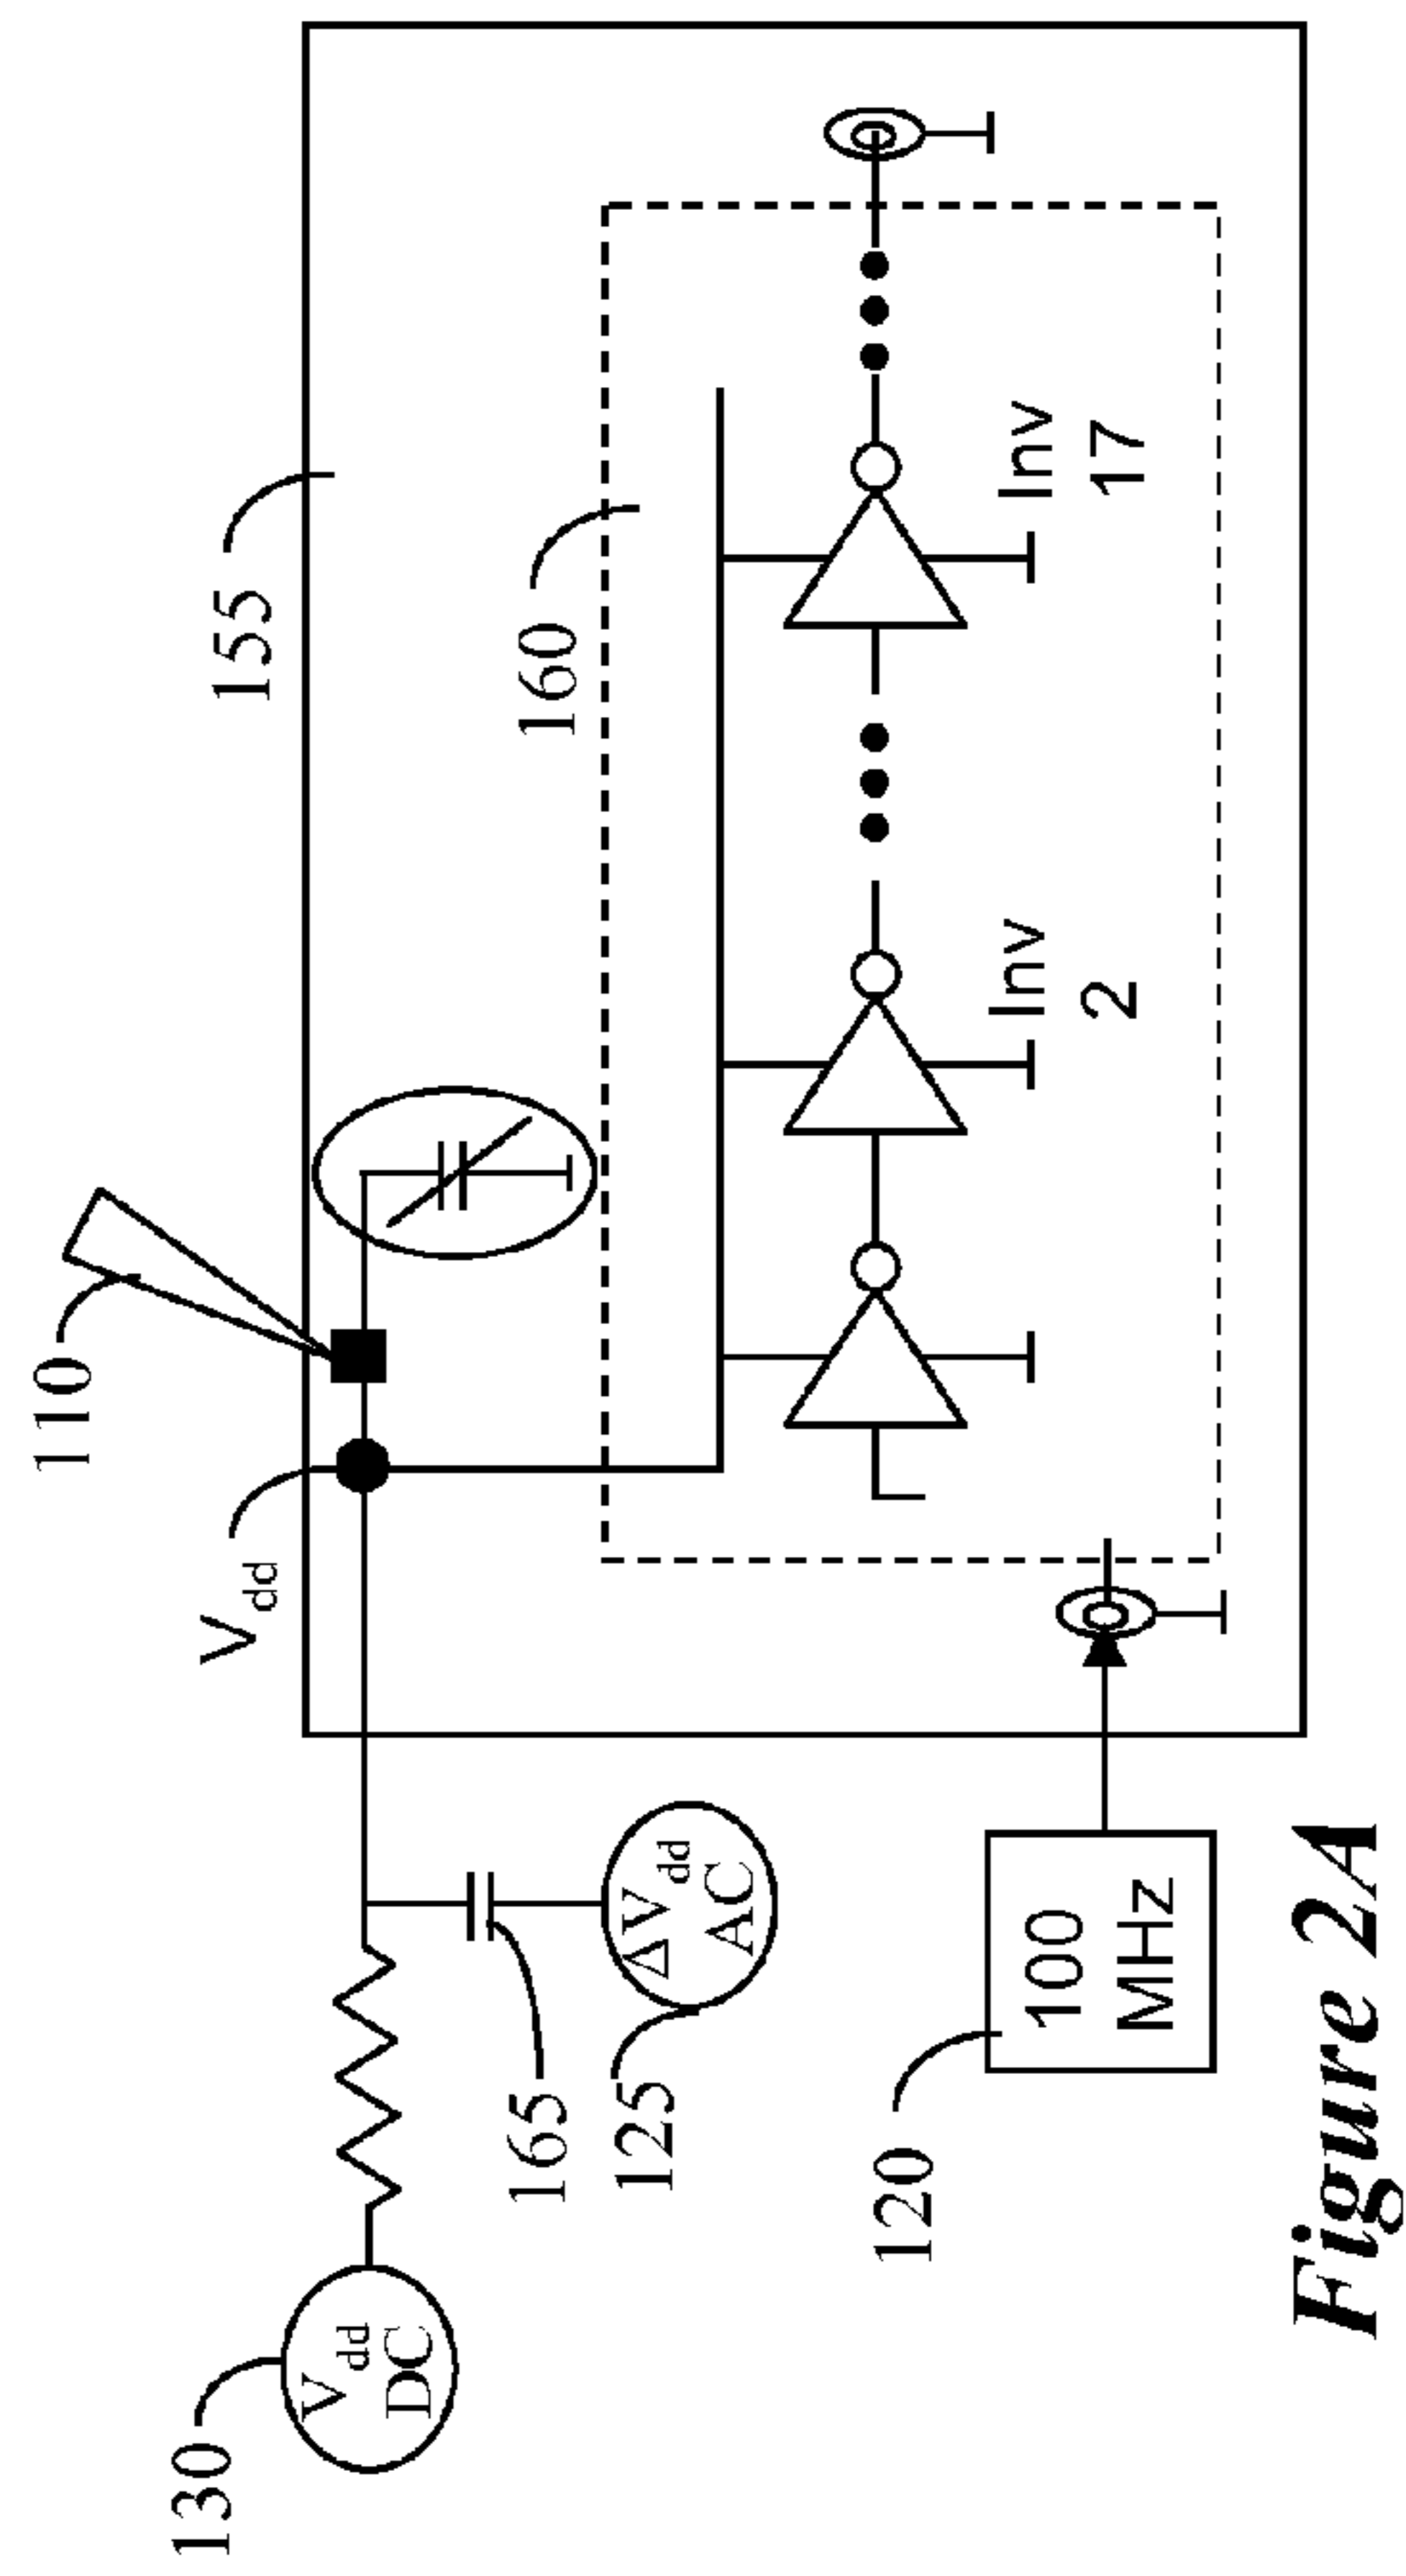 155
160
110
V dd
Inv
17
Inv
2
130
V dd
DC
165
125
ΔV dd
AC
120
100
MHz
Figure 2A